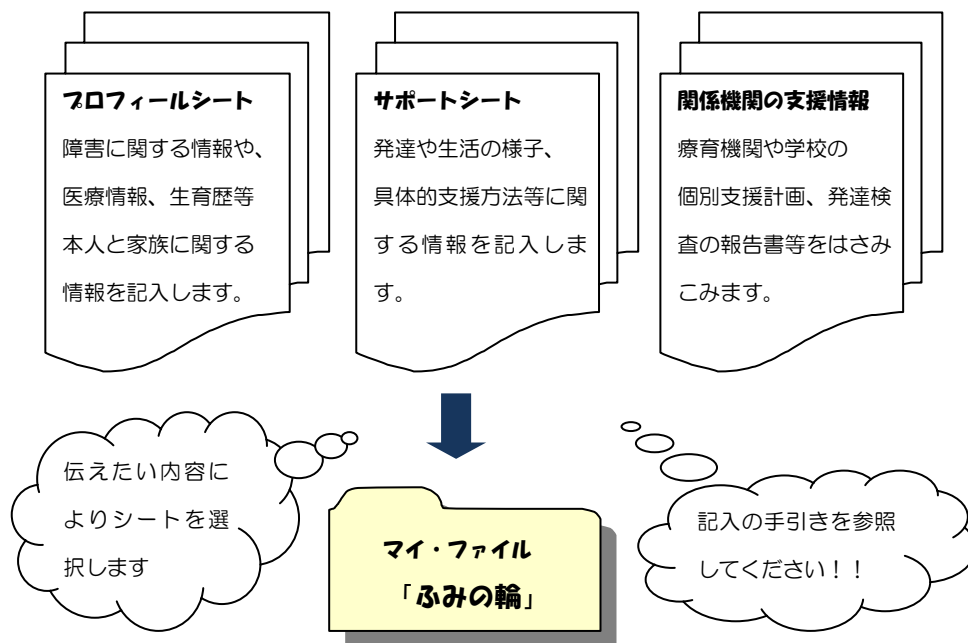 プロフィールシート
障害に関する情報や、
医療情報、生育歴等
本人と家族に関する
情報を記入します。
サポートシート
発達や生活の様子、
具体的支援方法等に関
する情報を記入しま
す。
関係機関の支援情報
療育機関や学校の
個別支援計画、発達検
査の報告書等をはさみ
こみます。
伝えたい内容に
よりシートを選
択します
マイ・ファイル
「ふみの輪」
記入の手引きを参照
してください！！